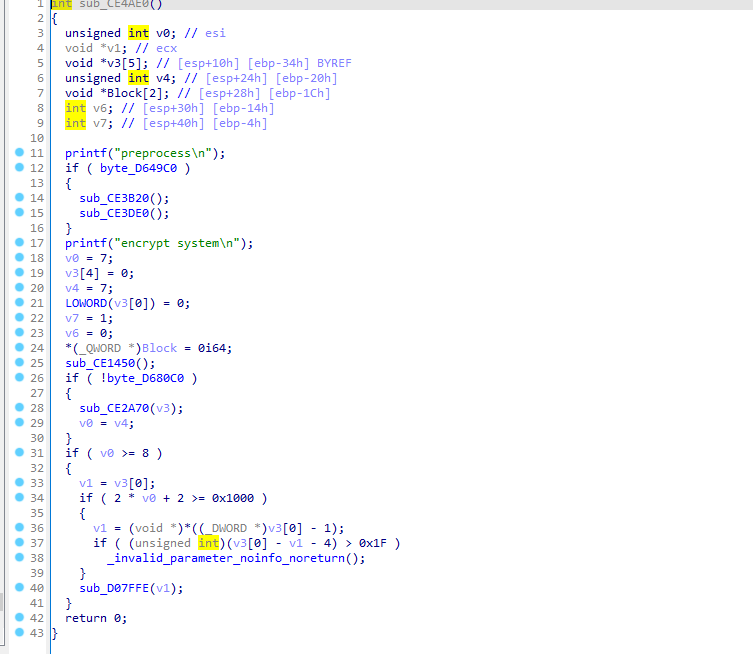 1 int sub_CE4AE0()
2 {
3 unsigned int v0; // esi
4 void *v1; // ecx
5 void *v3[5]; // [esp+10h] [ebp-34h] BYREF
6 unsigned int v4; // [esp+24h] [ebp-20h]
7 void *Block[2]; // [esp+28h] [ebp-1Ch]
8 int v6; // [esp+30h] [ebp-14h]
9 int v7; // [esp+40h] [ebp-4h]
10
11 printf("preprocess\n");
12 if ( byte_D649C0 )
13 {
14 sub_CE3B20();
15 sub_CE3DE0();
16 }
17 printf("encrypt system\n");
18 v0 = 7;
19 v3[4] = 0;
20 v4 = 7;
21 LOWORD(v3[0]) = 0;
22 v7 = 1;
23 v6 = 0;
24 *(_QWORD *)Block = 0i64;
25 sub_CE1450();
26 if ( !byte_D680C0 )
27 {
28 sub_CE2A70(v3);
29 v0 = v4;
30 }
31 if ( v0 >= 8 )
32 {
33 v1 = v3[0];
34 if ( 2 * v0 + 2 >= 0x1000 )
35 {
36 v1 = (void *)*((_DWORD *)v3[0] - 1);
37 if ( (unsigned int)(v3[0] - v1 - 4) > 0x1F )
38 _invalid_parameter_noinfo_noreturn();
39 }
40 sub_D07FFE(v1);
41 }
42 return 0;
43 }